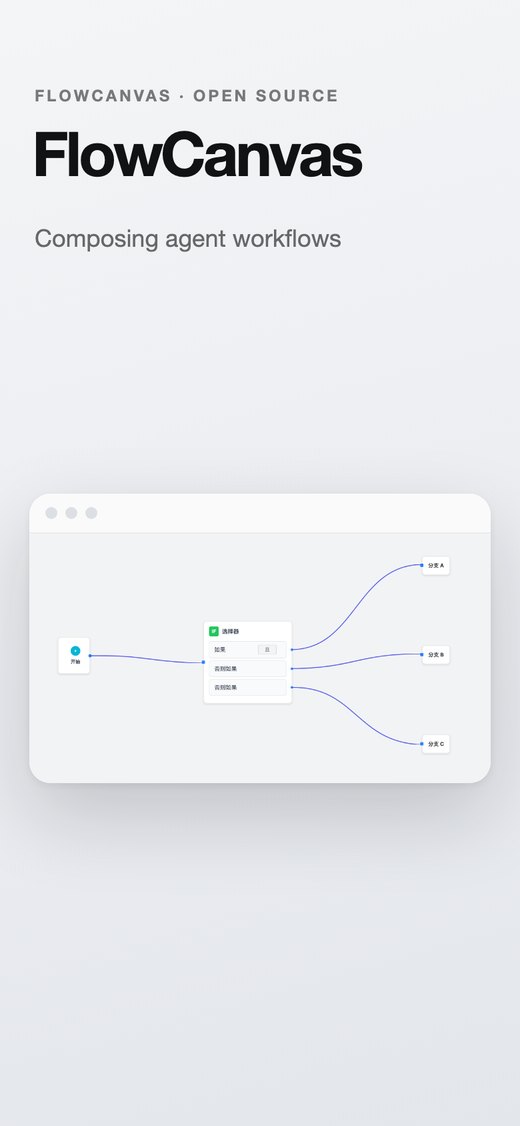 FLOWCANVAS · OPEN SOURCE
FlowCanvas
Composing agent workflows
分支 A
选择器
如果
且
开始
否则如果
分支 B
否则如果
分支 C